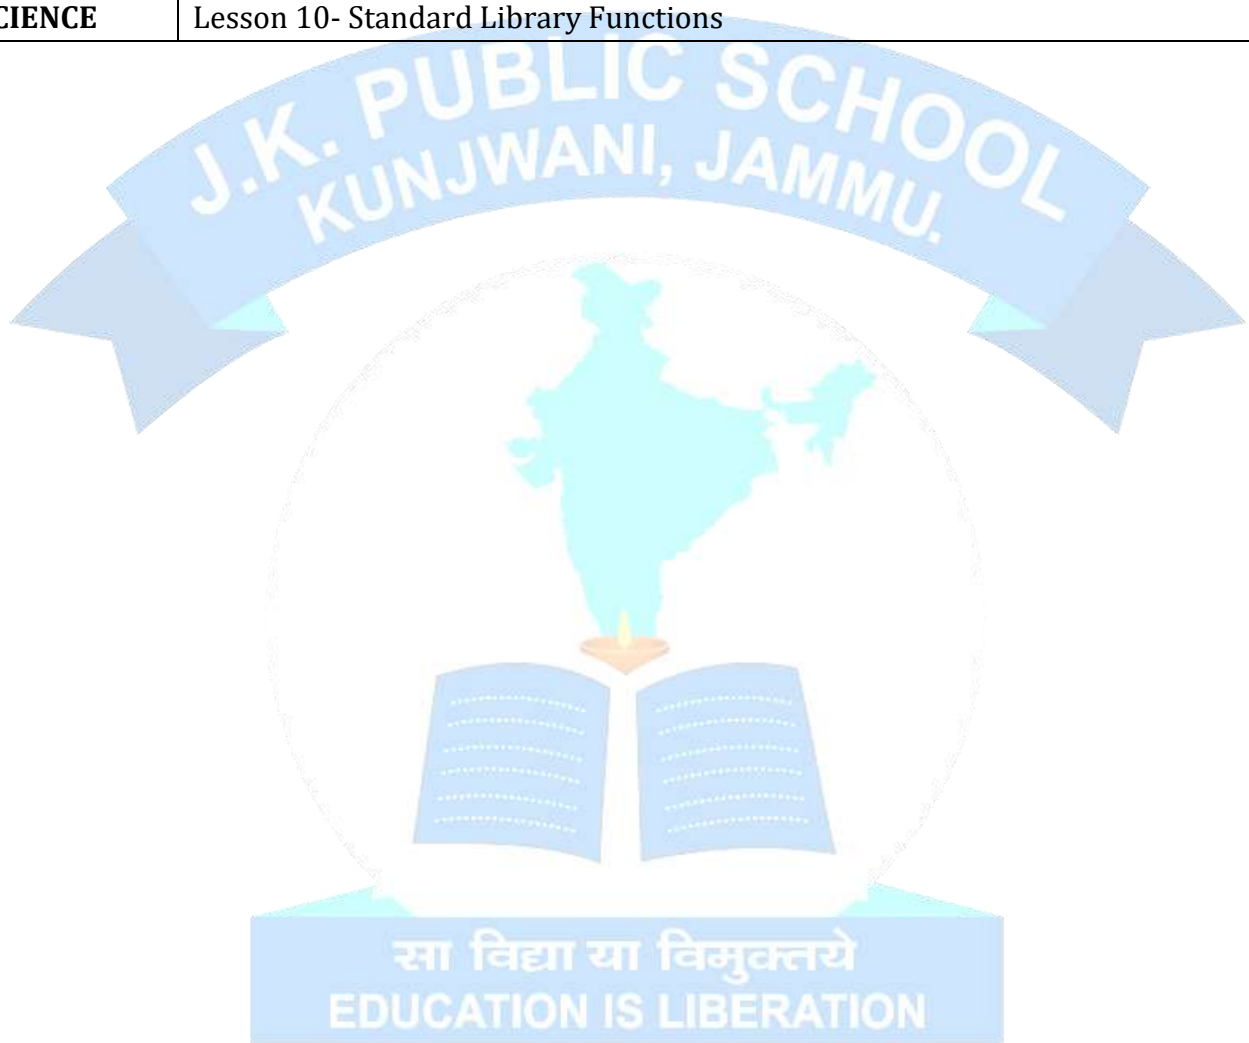 CIENCE Lesson 10- Standard Library Functions
J.K. PUBLIC SCHOOL
KUNJWANI, JAMMU.
सा विद्या या विमुक्तये
EDUCATION IS LIBERATION